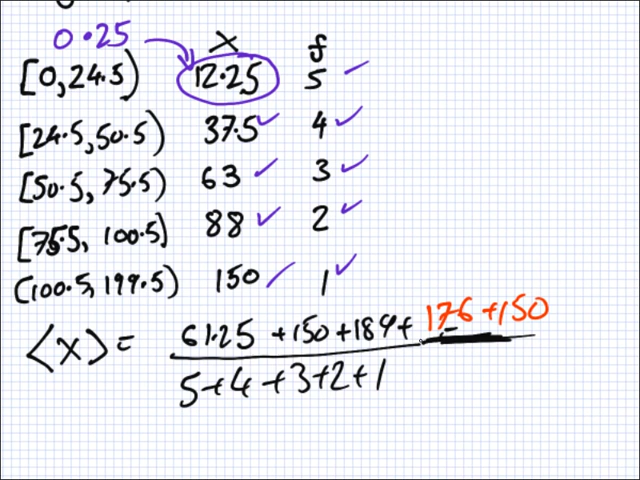 0.25
x f
[0,24.5) 12.25 5
[24.5,50.5) 37.5 4
[50.5, 75.5) 63 3
[75.5, 100.5] 88 2
(100.5,199.5) 150 1
⟨x⟩ = 61.25 +150+189+ 176+150
5+4+3+2+1